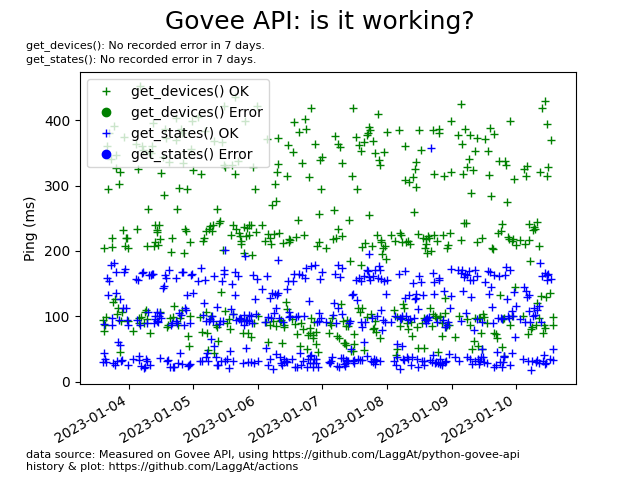 Govee API: is it working?
get_devices(): No recorded error in 7 days.
get_states(): No recorded error in 7 days.
get_devices() OK
get_devices() Error
get_states() OK
get_states() Error
Ping (ms)
400
300
200
100
0
2023-01-04
2023-01-05
2023-01-06
2023-01-07
2023-01-08
2023-01-09
2023-01-10
data source: Measured on Govee API, using https://github.com/LaggAt/python-govee-api
history & plot: https://github.com/LaggAt/actions